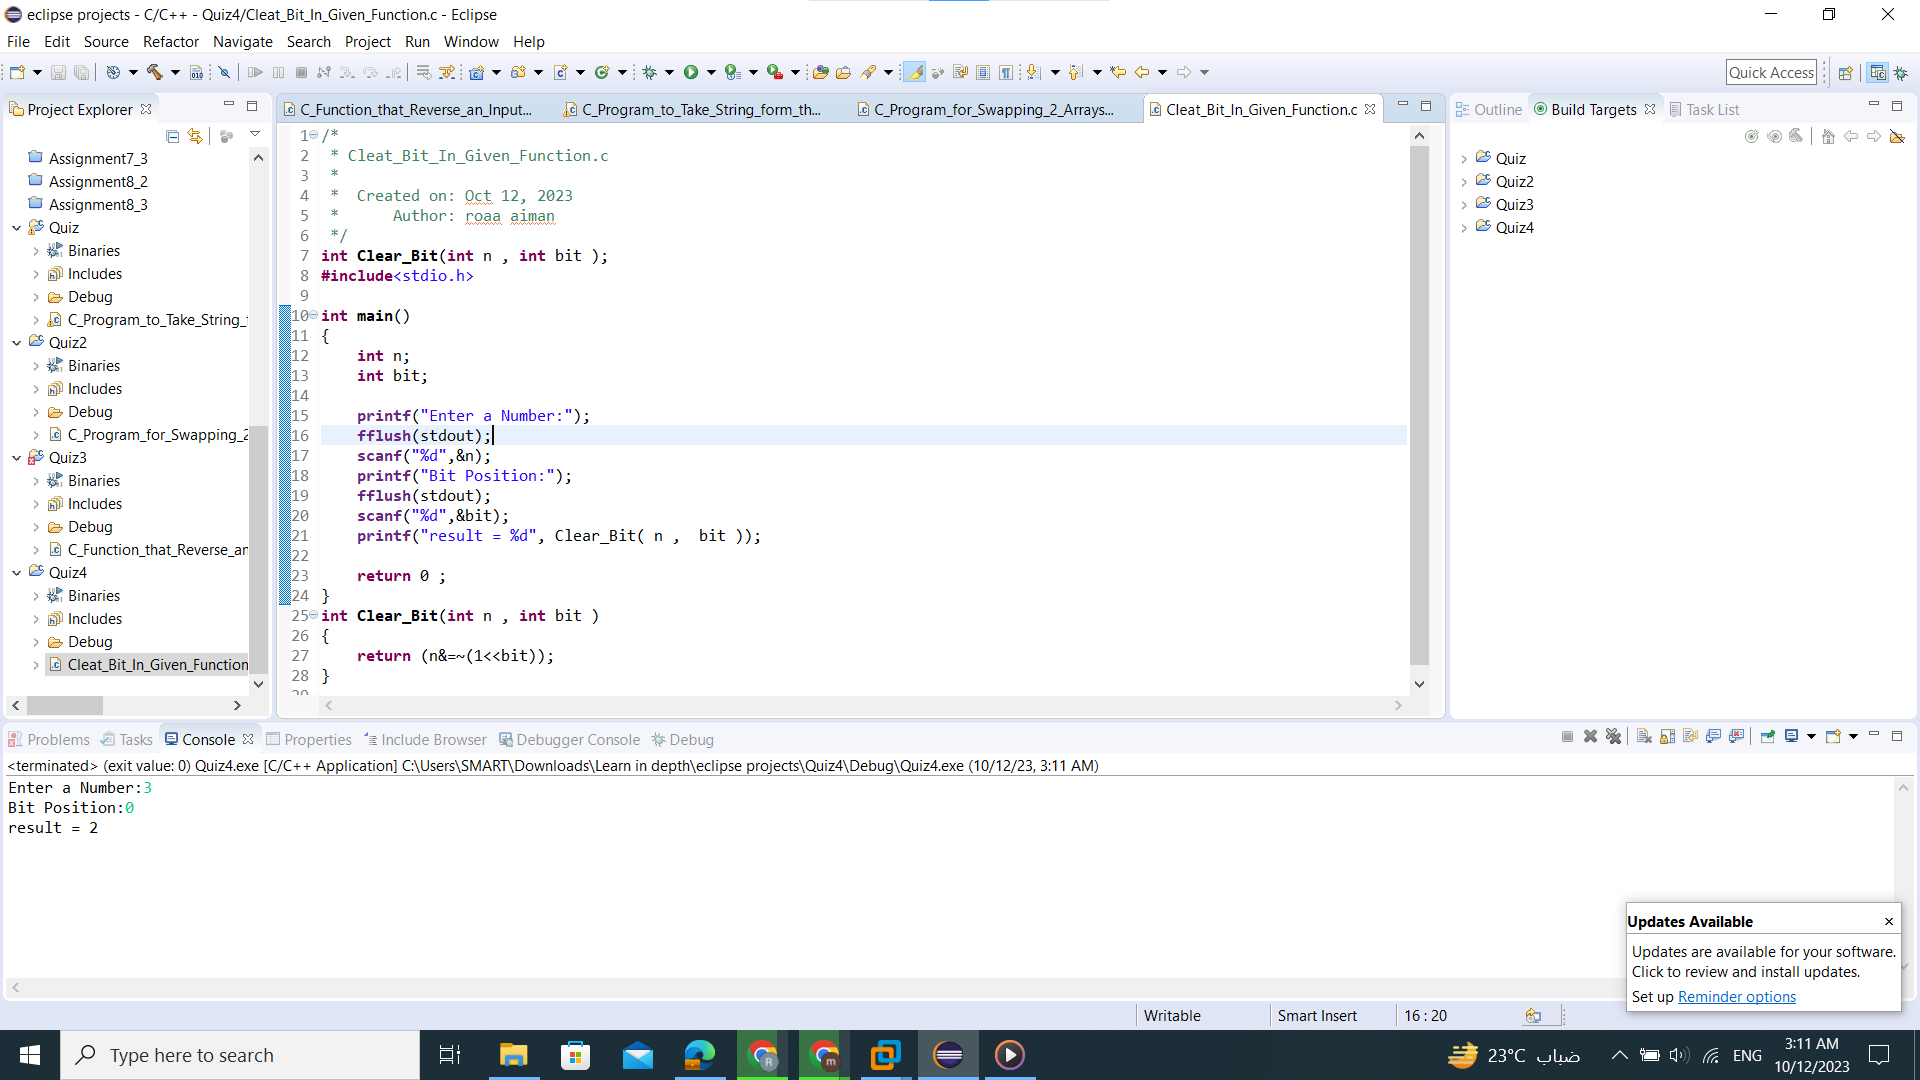 eclipse projects - C/C++ - Quiz4/Cleat_Bit_In_Given_Function.c - Eclipse
File Edit Source Refactor Navigate Search Project Run Window Help
Quick Access
Project Explorer
Assignment7_3
Assignment8_2
Assignment8_3
Quiz
Binaries
Includes
Debug
C_Program_to_Take_String_
Quiz2
Binaries
Includes
Debug
C_Program_for_Swapping_2
Quiz3
Binaries
Includes
Debug
C_Function_that_Reverse_an
Quiz4
Binaries
Includes
Debug
Cleat_Bit_In_Given_Function
C_Function_that_Reverse_an_Input... C_Program_to_Take_String_form_th... C_Program_for_Swapping_2_Arrays... Cleat_Bit_In_Given_Function.c
1 /*
2 * Cleat_Bit_In_Given_Function.c
3 *
4 * Created on: Oct 12, 2023
5 * Author: roaa aiman
6 */
7 int Clear_Bit(int n , int bit );
8 #include<stdio.h>
9
10 int main()
11 {
12 int n;
13 int bit;
14
15 printf("Enter a Number:");
16 fflush(stdout);
17 scanf("%d",&n);
18 printf("Bit Position:");
19 fflush(stdout);
20 scanf("%d",&bit);
21 printf("result = %d", Clear_Bit( n ,  bit ));
22
23 return 0 ;
24 }
25 int Clear_Bit(int n , int bit )
26 {
27 return (n&=~(1<<bit));
28 }
29
Outline Build Targets Task List
Quiz
Quiz2
Quiz3
Quiz4
Problems Tasks Console Properties Include Browser Debugger Console Debug
<terminated> (exit value: 0) Quiz4.exe [C/C++ Application] C:\Users\SMART\Downloads\Learn in depth\eclipse projects\Quiz4\Debug\Quiz4.exe (10/12/23, 3:11 AM)
Enter a Number:3
Bit Position:0
result = 2
Updates Available
Updates are available for your software.
Click to review and install updates.
Set up Reminder options
Writable Smart Insert 16 : 20
Type here to search
23°C ضباب
ENG
3:11 AM
10/12/2023